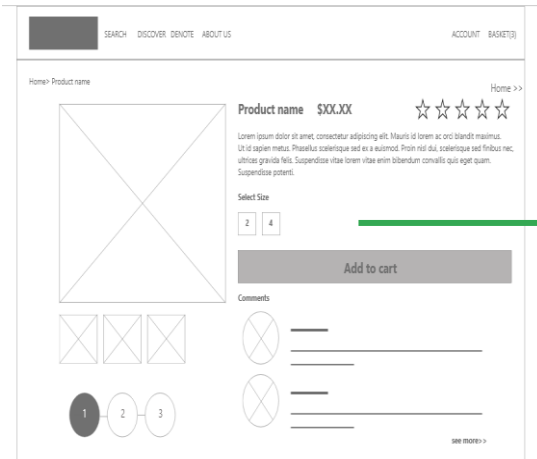 SEARCH DISCOVER DENOTE ABOUT US ACCOUNT BASKET(3)
Home> Product name
Home >>
Product name $XX.XX
Lorem ipsum dolor sit amet, consectetur adipiscing elit. Mauris id lorem ac orci blandit maximus.
Ut id sapien metus. Phasellus scelerisque sed ex a euismod. Proin nisl dui, scelerisque sed finibus nec,
ultrices gravida felis. Suspendisse vitae lorem vitae enim bibendum convallis quis eget quam.
Suspendisse potenti.
Select Size
2 4
Add to cart
Comments
1 2 3
see more>>